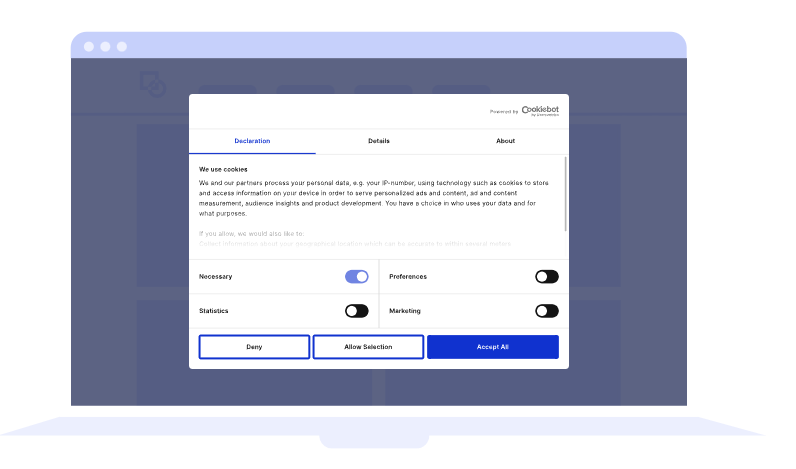 Powered by Cookiebot
by Usercentrics
Declaration
Details
About
We use cookies
We and our partners process your personal data, e.g. your IP-number, using technology such as cookies to store
and access information on your device in order to serve personalized ads and content, ad and content
measurement, audience insights and product development. You have a choice in who uses your data and for
what purposes.
If you allow, we would also like to:
Collect information about your geographical location which can be accurate to within several meters
Necessary
Preferences
Statistics
Marketing
Deny
Allow Selection
Accept All